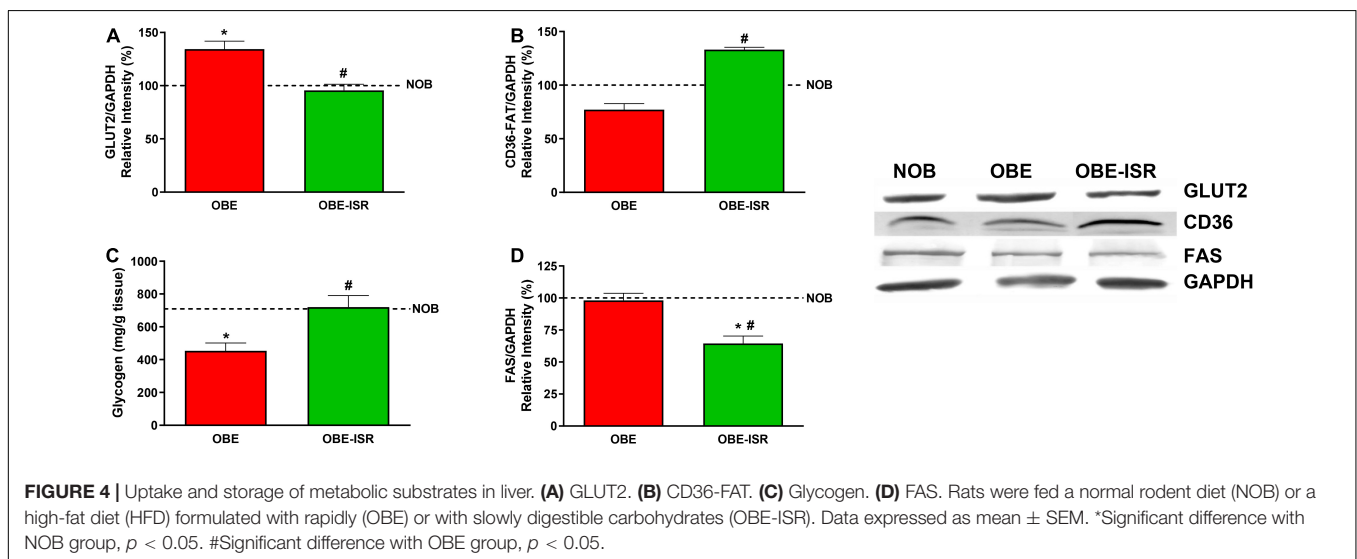 A
GLUT2/GAPDH
Relative Intensity (%)
150
100
50
0
*
#
NOB
OBE
OBE-ISR
B
CD36-FAT/GAPDH
Relative Intensity (%)
150
100
50
0
#
NOB
OBE
OBE-ISR
C
Glycogen (mg/g tissue)
1000
800
600
400
200
0
*
#
NOB
OBE
OBE-ISR
D
FAS/GAPDH
Relative Intensity (%)
125
100
75
50
25
0
* #
NOB
OBE
OBE-ISR
NOB OBE OBE-ISR
GLUT2
CD36
FAS
GAPDH
FIGURE 4 | Uptake and storage of metabolic substrates in liver. (A) GLUT2. (B) CD36-FAT. (C) Glycogen. (D) FAS. Rats were fed a normal rodent diet (NOB) or a
high-fat diet (HFD) formulated with rapidly (OBE) or with slowly digestible carbohydrates (OBE-ISR). Data expressed as mean ± SEM. *Significant difference with
NOB group, p < 0.05. #Significant difference with OBE group, p < 0.05.